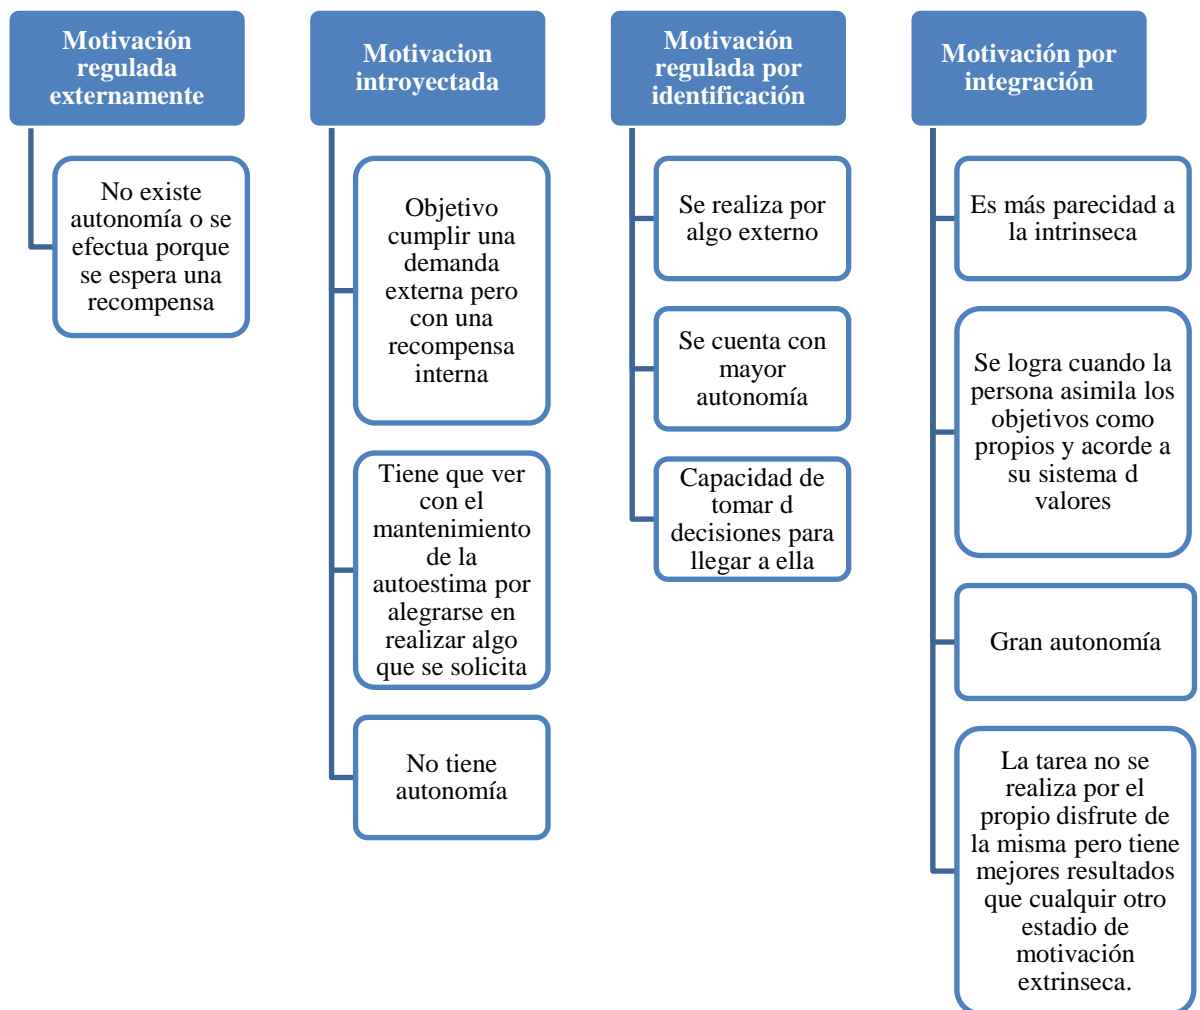 Motivación
regulada
externamente
No existe
autonomía o se
efectua porque
se espera una
recompensa
Motivacion
introyectada
Objetivo
cumplir una
demanda
externa pero
con una
recompensa
interna
Tiene que ver
con el
mantenimiento
de la
autoestima por
alegrarse en
realizar algo
que se solicita
No tiene
autonomía
Motivación
regulada por
identificación
Se realiza por
algo externo
Se cuenta con
mayor
autonomía
Capacidad de
tomar d
decisiones para
llegar a ella
Motivación por
integración
Es más parecidad a
la intrinseca
Se logra cuando la
persona asimila los
objetivos como
propios y acorde a
su sistema d
valores
Gran autonomía
La tarea no se
realiza por el
propio disfrute de
la misma pero tiene
mejores resultados
que cualquir otro
estadio de
motivación
extrinseca.